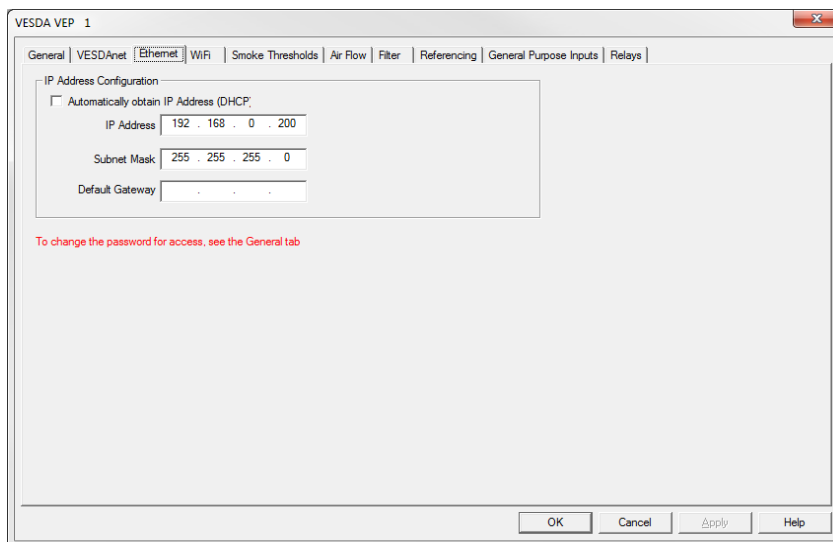 VESDA VEP 1
General VESDAnet Ethernet WiFi Smoke Thresholds Air Flow Filter Referencing General Purpose Inputs Relays
IP Address Configuration
Automatically obtain IP Address (DHCP)
IP Address 192 . 168 . 0 . 200
Subnet Mask 255 . 255 . 255 . 0
Default Gateway . . .
To change the password for access, see the General tab
OK Cancel Apply Help